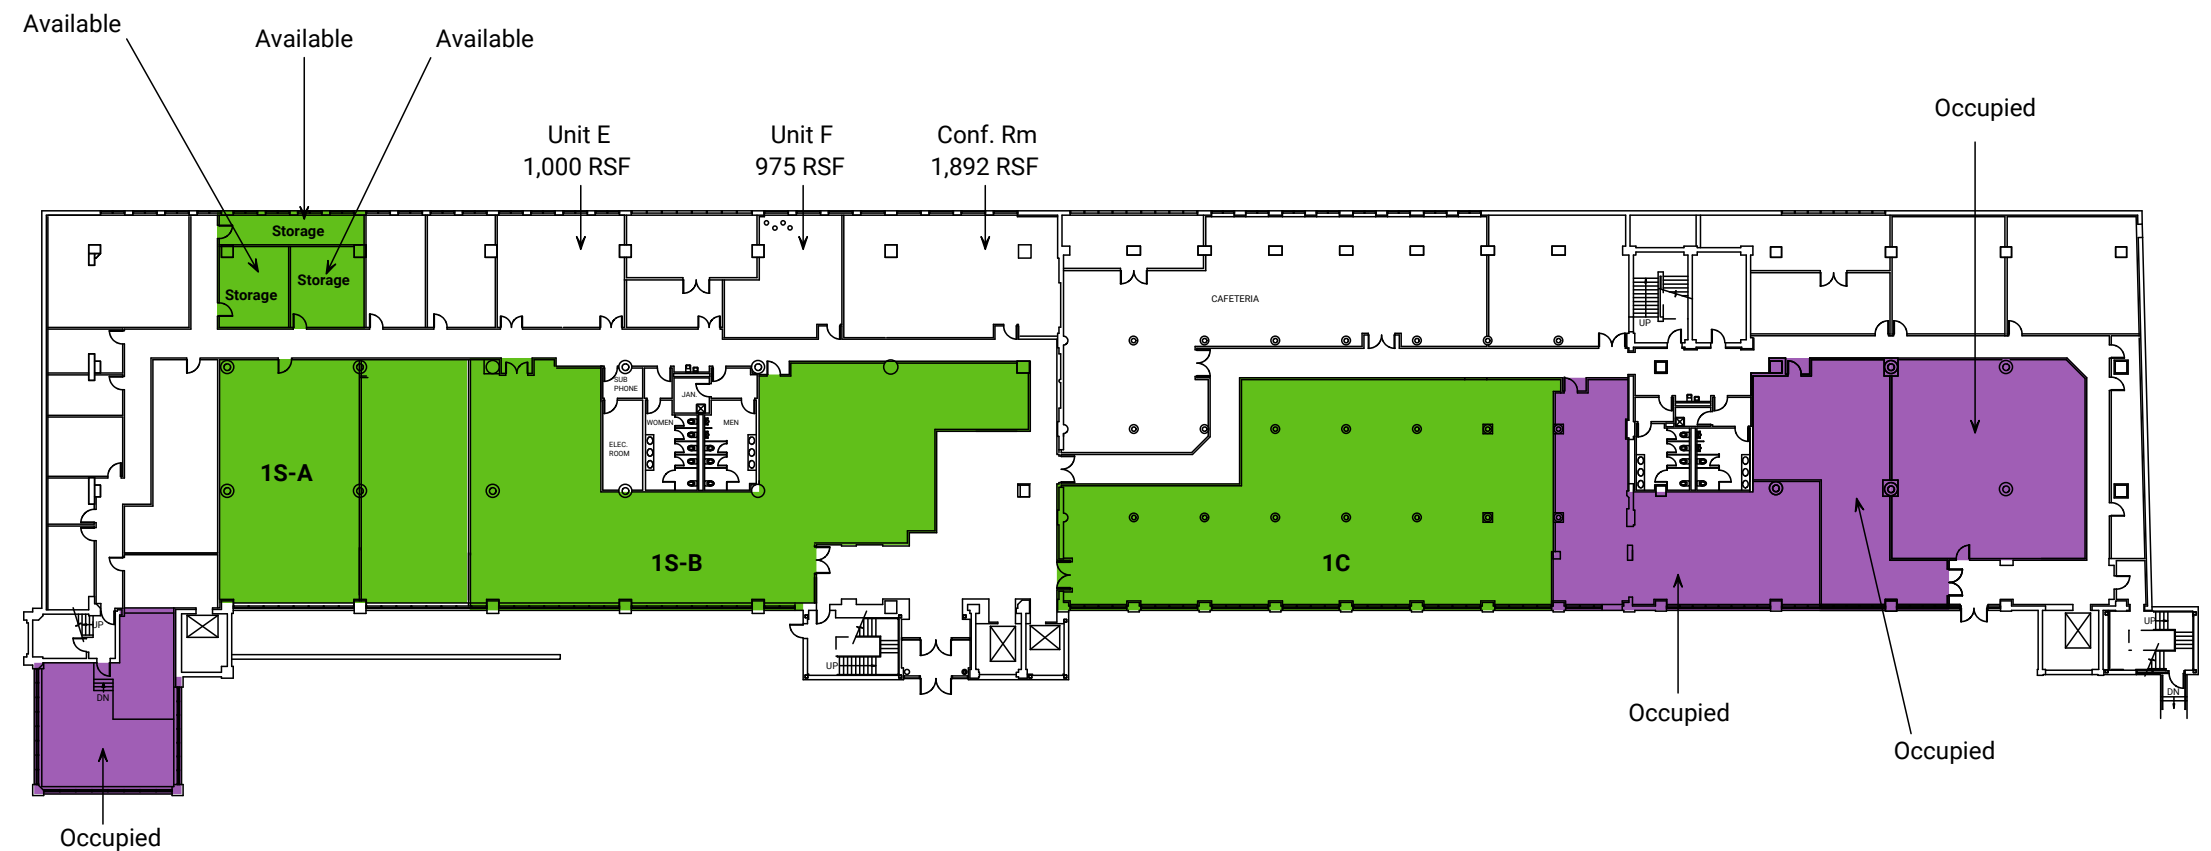 Available
Available
Available
Occupied
Unit E
1,000 RSF
Unit F
975 RSF
Conf. Rm
1,892 RSF
Storage
Storage
Storage
CAFETERIA
UP
SUB
PHONE
JAN.
WOMEN
MEN
ELEC.
ROOM
1S-A
1S-B
1C
UP
UP
UP
DN
DN
Occupied
Occupied
Occupied